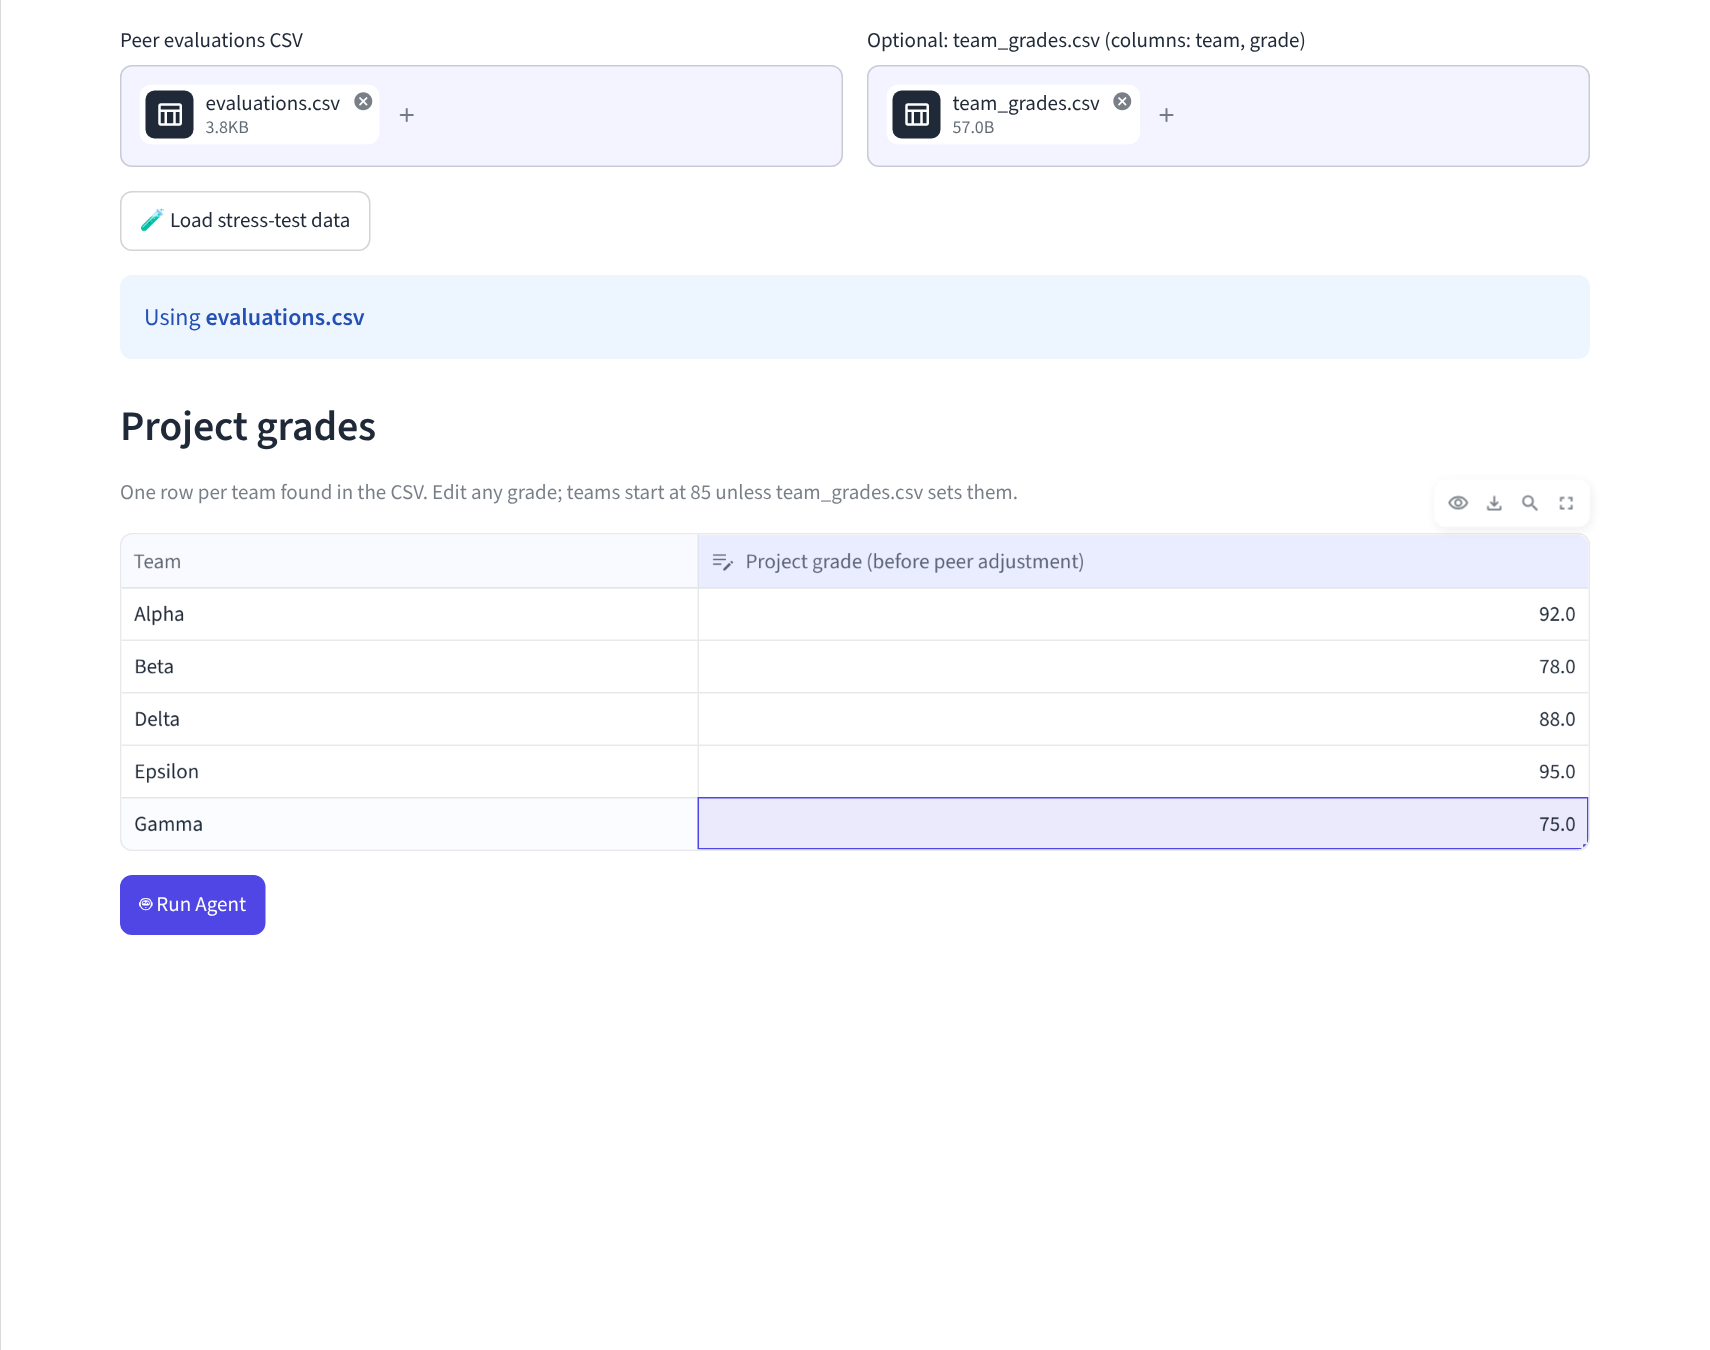 Peer evaluations CSV
Optional: team_grades.csv (columns: team, grade)
evaluations.csv
3.8KB
team_grades.csv
57.0B
Load stress-test data
Using evaluations.csv
Project grades
One row per team found in the CSV. Edit any grade; teams start at 85 unless team_grades.csv sets them.
Team Project grade (before peer adjustment)
Alpha 92.0
Beta 78.0
Delta 88.0
Epsilon 95.0
Gamma 75.0
Run Agent